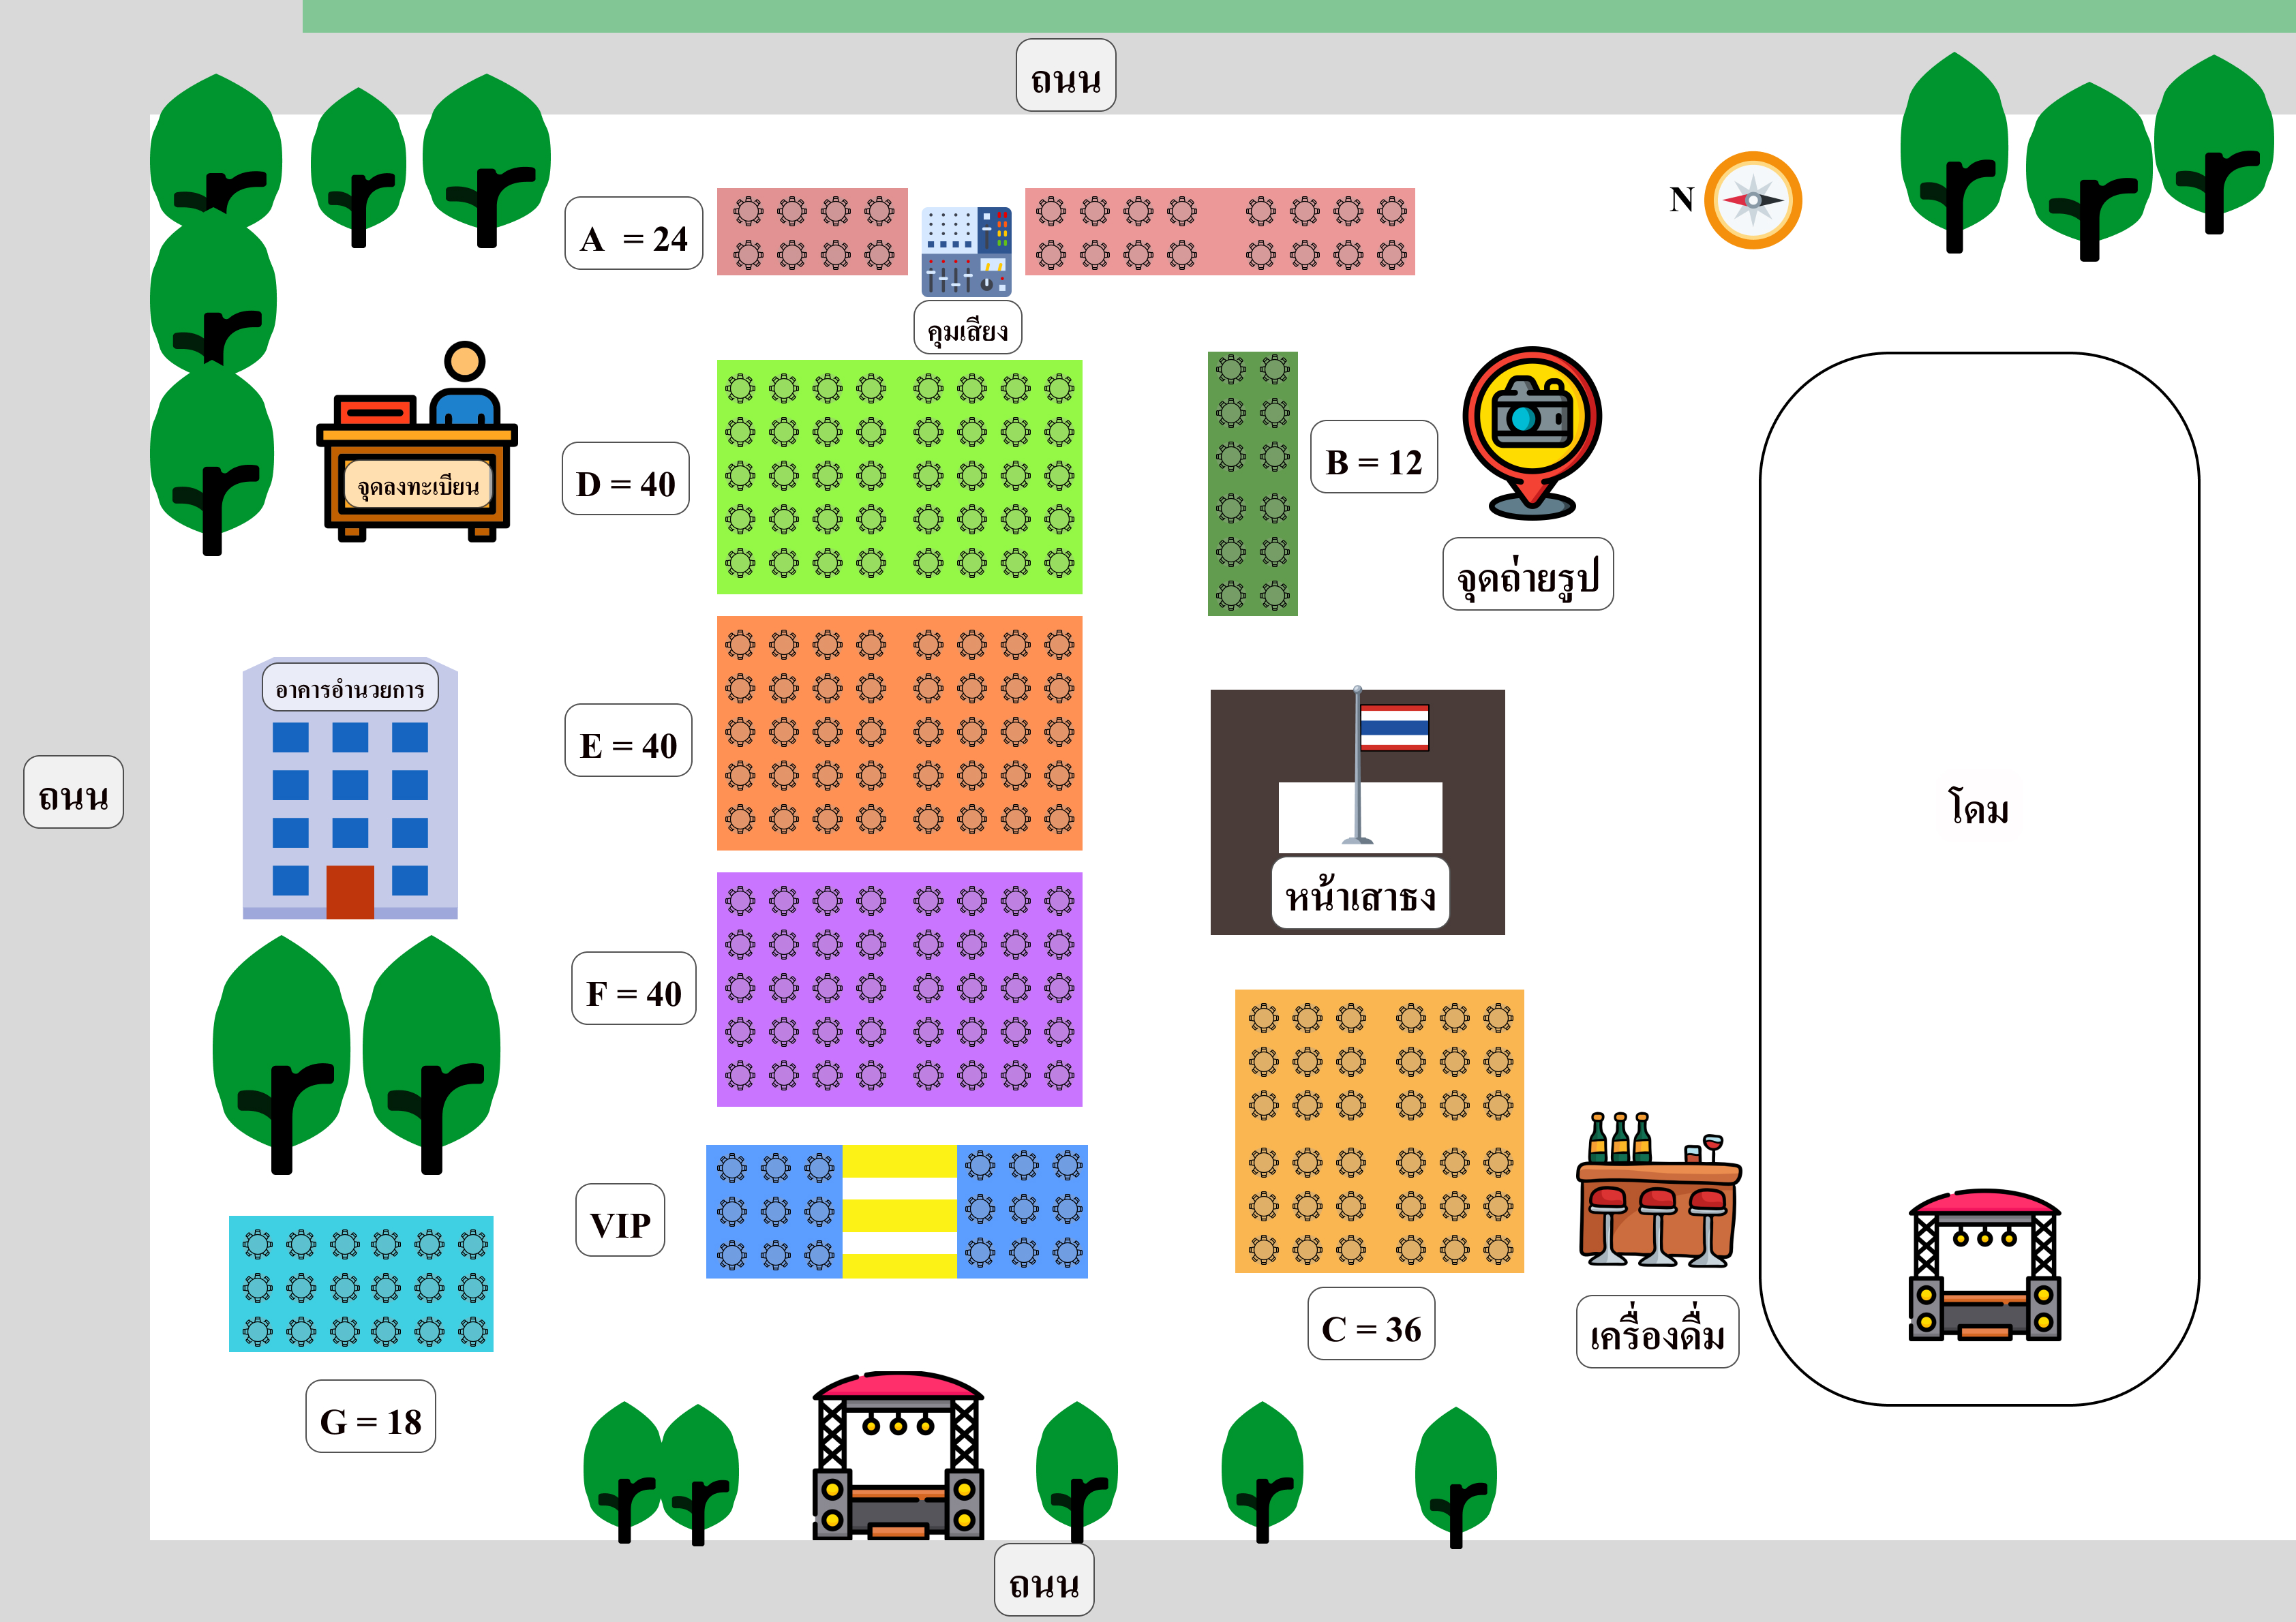 ถนน
N
A = 24
คุมเสียง
D = 40
B = 12
จุดลงทะเบียน
จุดถ่ายรูป
อาคารอำนวยการ
E = 40
ถนน
โดม
หน้าเสาธง
F = 40
VIP
C = 36
เครื่องดื่ม
G = 18
ถนน